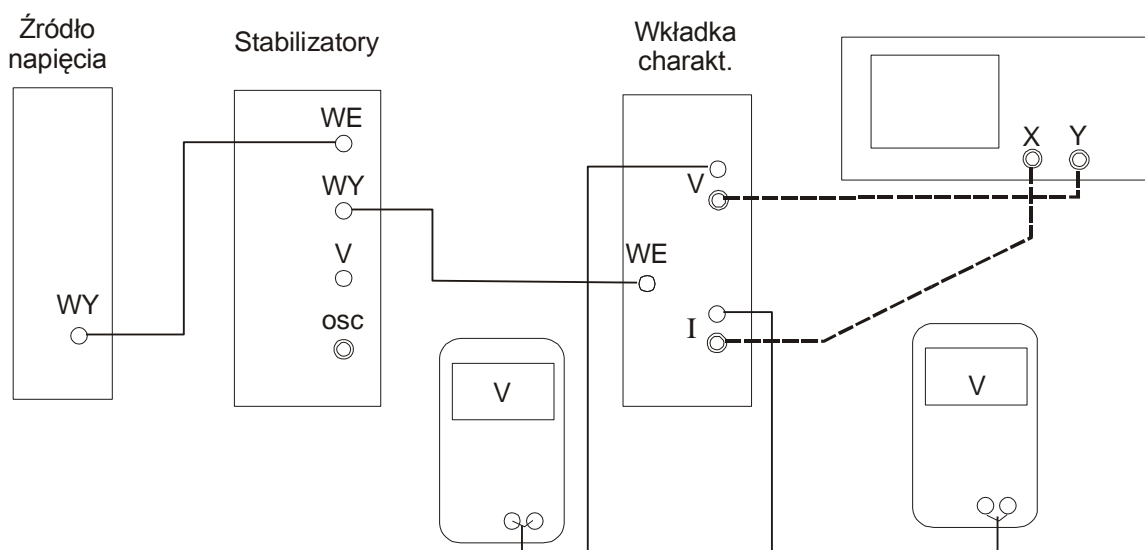 Źródło
napięcia
Stabilizatory
Wkładka
charakt.
WE
WY
V
osc
WY
V
WE
I
X Y
V
V